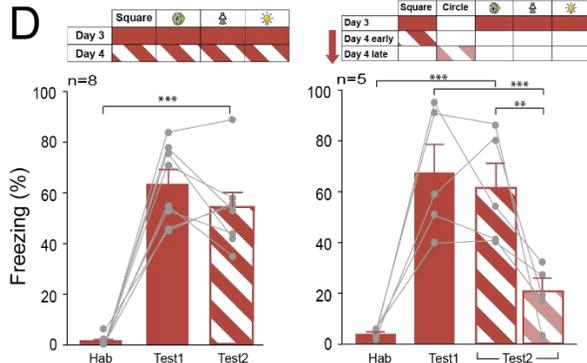 D
Square
Day 3
Day 4
n=8
***
100
80
60
40
20
0
Freezing (%)
Hab Test1 Test2
Square Circle
Day 3
Day 4 early
Day 4 late
n=5
***
***
**
100
80
60
40
20
0
Hab Test1 Test2